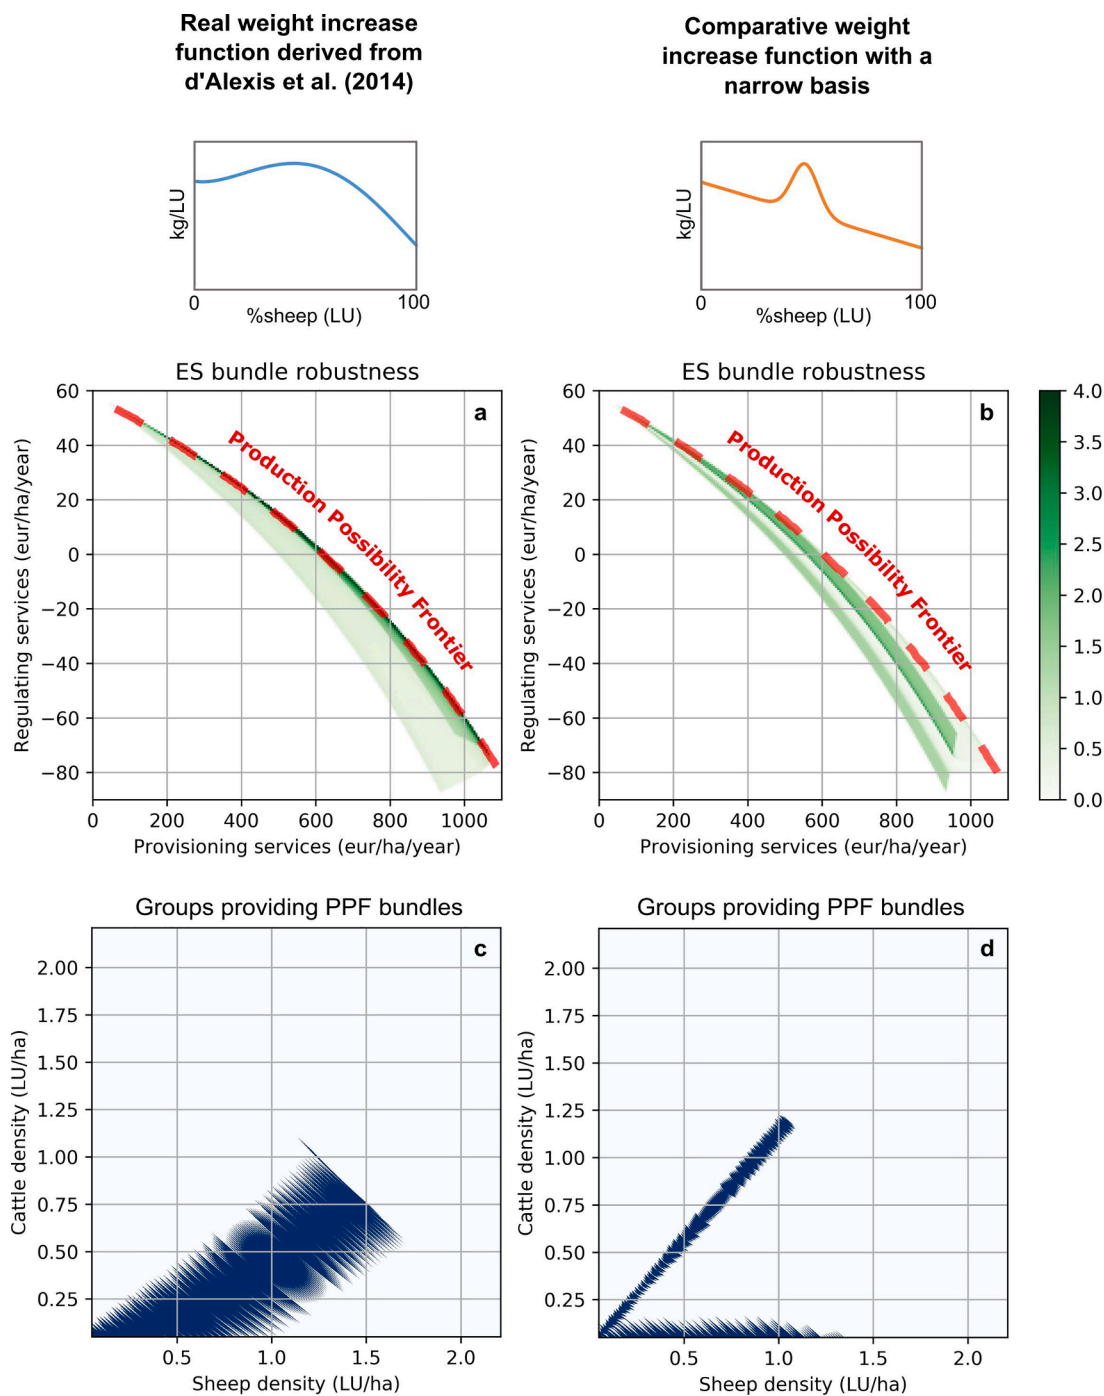 Real weight increase
function derived from
d'Alexis et al. (2014)
Comparative weight
increase function with a
narrow basis
kg/LU
0
100
%sheep (LU)
kg/LU
0
100
%sheep (LU)
ES bundle robustness
a
Production Possibility Frontier
60
40
20
0
−20
−40
−60
−80
Regulating services (eur/ha/year)
0
200
400
600
800
1000
Provisioning services (eur/ha/year)
ES bundle robustness
b
Production Possibility Frontier
60
40
20
0
−20
−40
−60
−80
Regulating services (eur/ha/year)
0
200
400
600
800
1000
Provisioning services (eur/ha/year)
4.0
3.5
3.0
2.5
2.0
1.5
1.0
0.5
0.0
Groups providing PPF bundles
c
2.00
1.75
1.50
1.25
1.00
0.75
0.50
0.25
Cattle density (LU/ha)
0.5
1.0
1.5
2.0
Sheep density (LU/ha)
Groups providing PPF bundles
d
2.00
1.75
1.50
1.25
1.00
0.75
0.50
0.25
Cattle density (LU/ha)
0.5
1.0
1.5
2.0
Sheep density (LU/ha)